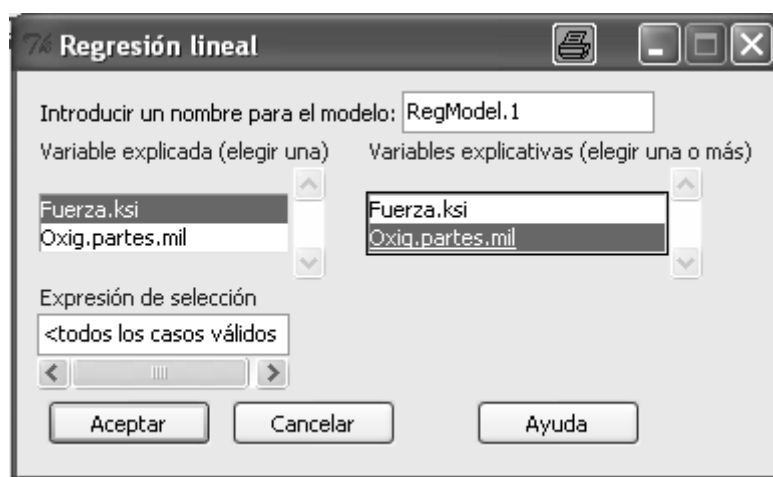 Regresión lineal
Introducir un nombre para el modelo: RegModel.1
Variable explicada (elegir una) Variables explicativas (elegir una o más)
Fuerza.ksi Fuerza.ksi
Oxig.partes.mil Oxig.partes.mil
Expresión de selección
<todos los casos válidos
Aceptar Cancelar Ayuda